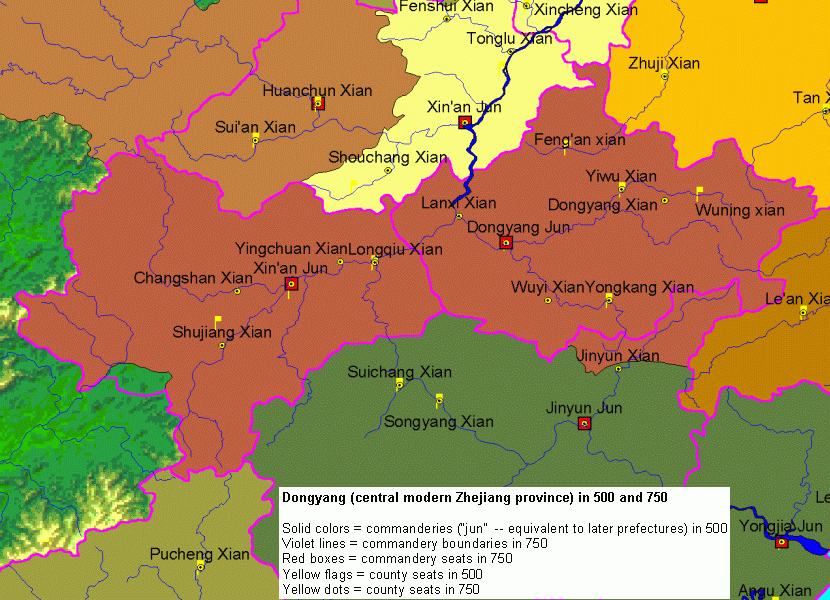 Fenshui Xian
Xincheng Xian
Tonglu Xian
Zhuji Xian
Huanchun Xian
Tan X
Xin'an Jun
Sui'an Xian
Feng'an xian
Shouchang Xian
Yiwu Xian
Lanxi Xian
Dongyang Xian
Wuning xian
Dongyang Jun
Yingchuan Xian
Longqiu Xian
Xin'an Jun
Changshan Xian
Wuyi Xian
Yongkang Xian
Le'an Xia
Shujiang Xian
Jinyun Xian
Suichang Xian
Jinyun Jun
Songyang Xian
Dongyang (central modern Zhejiang province) in 500 and 750
Solid colors = commanderies ("jun" -- equivalent to later prefectures) in 500
Violet lines = commandery boundaries in 750
Red boxes = commandery seats in 750
Yellow flags = county seats in 500
Yellow dots = county seats in 750
Le
Yongjia Jun
Pucheng Xian
Angu Xian